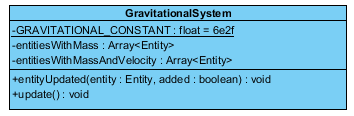 GravitationalSystem
-GRAVITATIONAL_CONSTANT : float = 6e2f
-entitiesWithMass : Array<Entity>
-entitiesWithMassAndVelocity : Array<Entity>
+entityUpdated(entity : Entity, added : boolean) : void
+update() : void